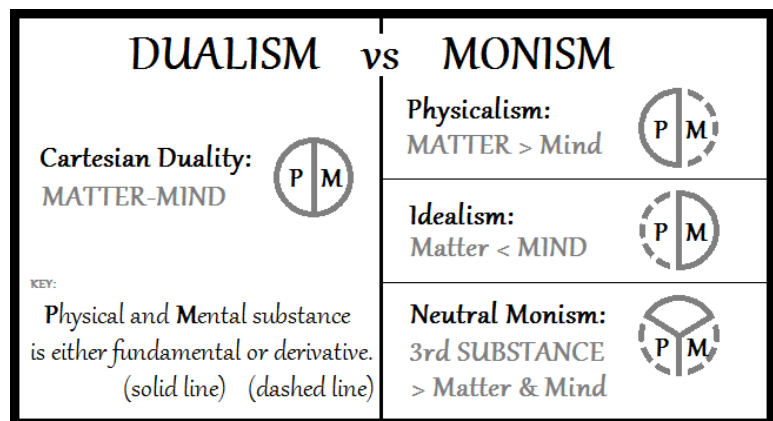 DUALISM vs MONISM
Cartesian Duality:
MATTER-MIND
P M
KEY:
Physical and Mental substance
is either fundamental or derivative.
(solid line) (dashed line)
Physicalism:
MATTER > Mind
P M
Idealism:
Matter < MIND
P M
Neutral Monism:
3rd SUBSTANCE
> Matter & Mind
P M